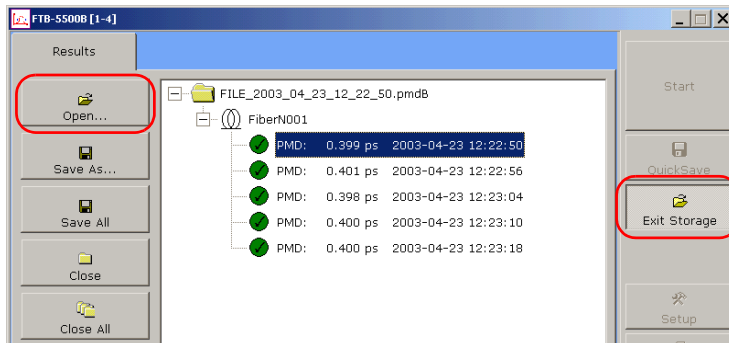 FTB-5500B [1-4]
Results
Open...
Save As...
Save All
Close
Close All
FILE_2003_04_23_12_22_50.pmdB
FiberN001
PMD: 0.399 ps 2003-04-23 12:22:50
PMD: 0.401 ps 2003-04-23 12:22:56
PMD: 0.398 ps 2003-04-23 12:23:04
PMD: 0.400 ps 2003-04-23 12:23:10
PMD: 0.400 ps 2003-04-23 12:23:18
Start
QuickSave
Exit Storage
Setup